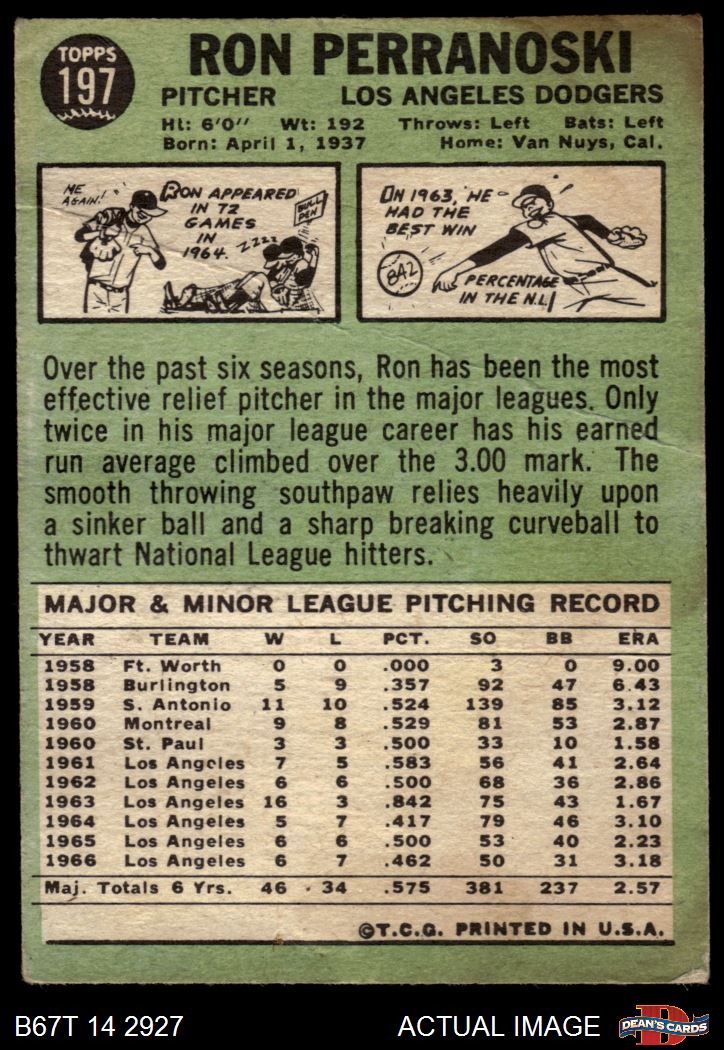 TOPPS
197
RON PERRANOSKI
PITCHER LOS ANGELES DODGERS
Ht: 6'0" Wt: 192 Throws: Left Bats: Left
Born: April 1, 1937 Home: Van Nuys, Cal.
ME AGAIN!
RON APPEARED
IN 72
GAMES
IN
1964.
BULL PEN
ZZZZ
ON 1963, HE
HAD THE
BEST WIN
842
PERCENTAGE
IN THE N.L.
Over the past six seasons, Ron has been the most
effective relief pitcher in the major leagues. Only
twice in his major league career has his earned
run average climbed over the 3.00 mark. The
smooth throwing southpaw relies heavily upon
a sinker ball and a sharp breaking curveball to
thwart National League hitters.
MAJOR & MINOR LEAGUE PITCHING RECORD
YEAR TEAM W L PCT. SO BB ERA
1958 Ft. Worth 0 0 .000 3 0 9.00
1958 Burlington 5 9 .357 92 47 6.43
1959 S. Antonio 11 10 .524 139 85 3.12
1960 Montreal 9 8 .529 81 53 2.87
1960 St. Paul 3 3 .500 33 10 1.58
1961 Los Angeles 7 5 .583 56 41 2.64
1962 Los Angeles 6 6 .500 68 36 2.86
1963 Los Angeles 16 3 .842 75 43 1.67
1964 Los Angeles 5 7 .417 79 46 3.10
1965 Los Angeles 6 6 .500 53 40 2.23
1966 Los Angeles 6 7 .462 50 31 3.18
Maj. Totals 6 Yrs. 46 34 .575 381 237 2.57
©T.C.G. PRINTED IN U.S.A.
B67T 14 2927 ACTUAL IMAGE DEAN'S CARDS